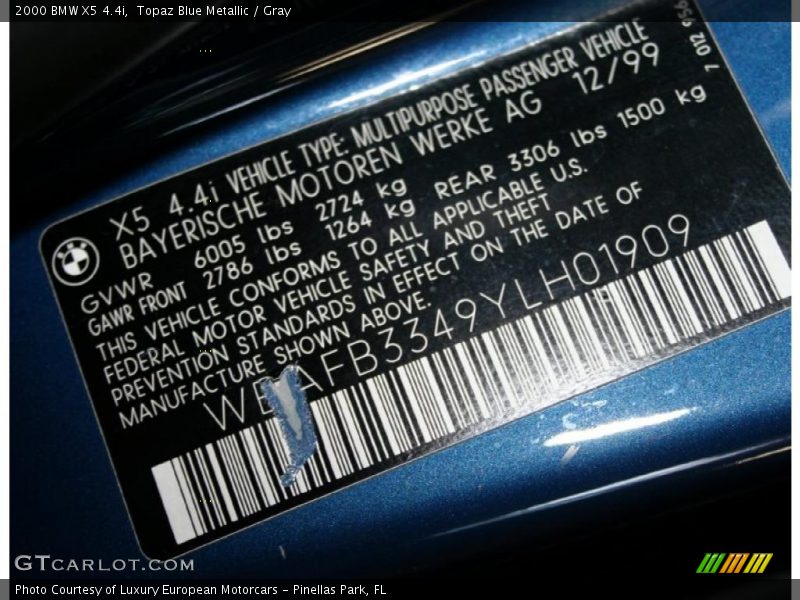 2000 BMW X5 4.4i, Topaz Blue Metallic / Gray
X5 4.4i VEHICLE TYPE: MULTIPURPOSE PASSENGER VEHICLE
BAYERISCHE MOTOREN WERKE AG 12/99
GVWR 6005 lbs 2724 kg
GAWR FRONT 2786 lbs 1264 kg REAR 3306 lbs 1500 kg
THIS VEHICLE CONFORMS TO ALL APPLICABLE U.S.
FEDERAL MOTOR VEHICLE SAFETY AND THEFT
PREVENTION STANDARDS IN EFFECT ON THE DATE OF
MANUFACTURE SHOWN ABOVE.
7 02
GTCARLOT.COM
Photo Courtesy of Luxury European Motorcars – Pinellas Park, FL